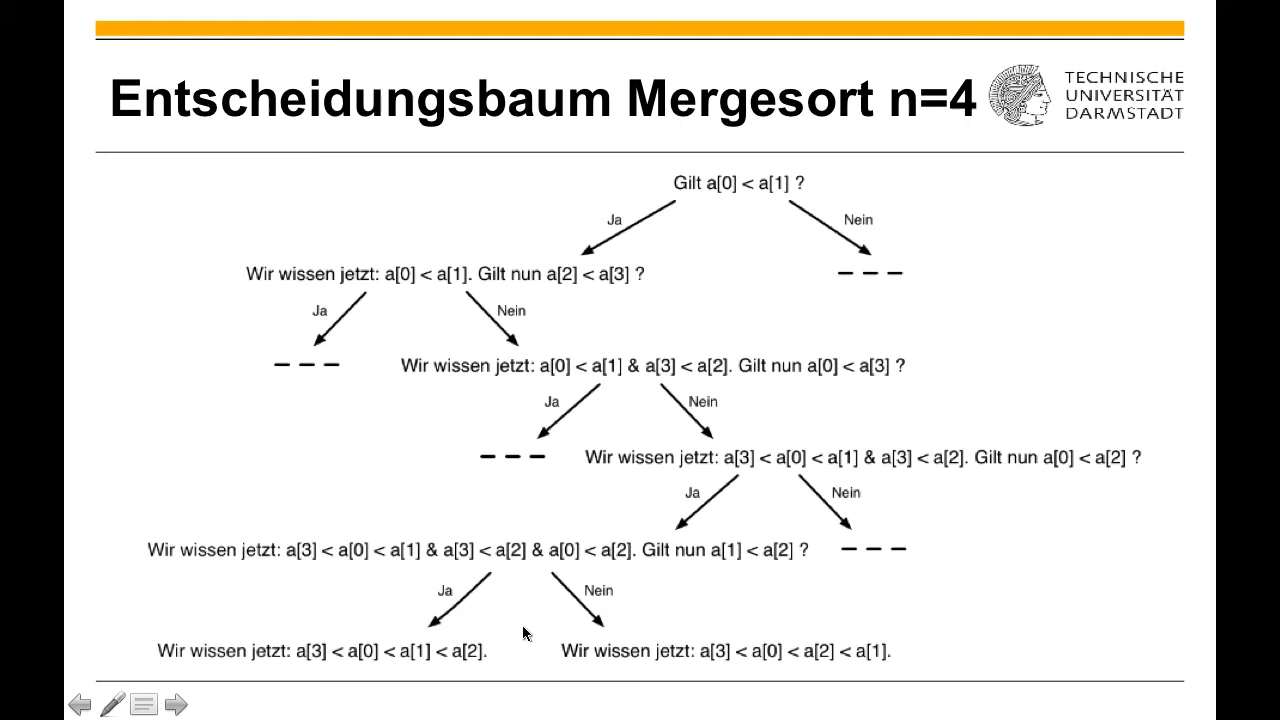 Entscheidungsbaum Mergesort n=4
TECHNISCHE
UNIVERSITÄT
DARMSTADT
Gilt a[0] < a[1] ?
Ja
Nein
Wir wissen jetzt: a[0] < a[1]. Gilt nun a[2] < a[3] ?
Ja
Nein
Wir wissen jetzt: a[0] < a[1] & a[3] < a[2]. Gilt nun a[0] < a[3] ?
Ja
Nein
Wir wissen jetzt: a[3] < a[0] < a[1] & a[3] < a[2]. Gilt nun a[0] < a[2] ?
Ja
Nein
Wir wissen jetzt: a[3] < a[0] < a[1] & a[3] < a[2] & a[0] < a[2]. Gilt nun a[1] < a[2] ?
Ja
Nein
Wir wissen jetzt: a[3] < a[0] < a[1] < a[2].
Wir wissen jetzt: a[3] < a[0] < a[2] < a[1].